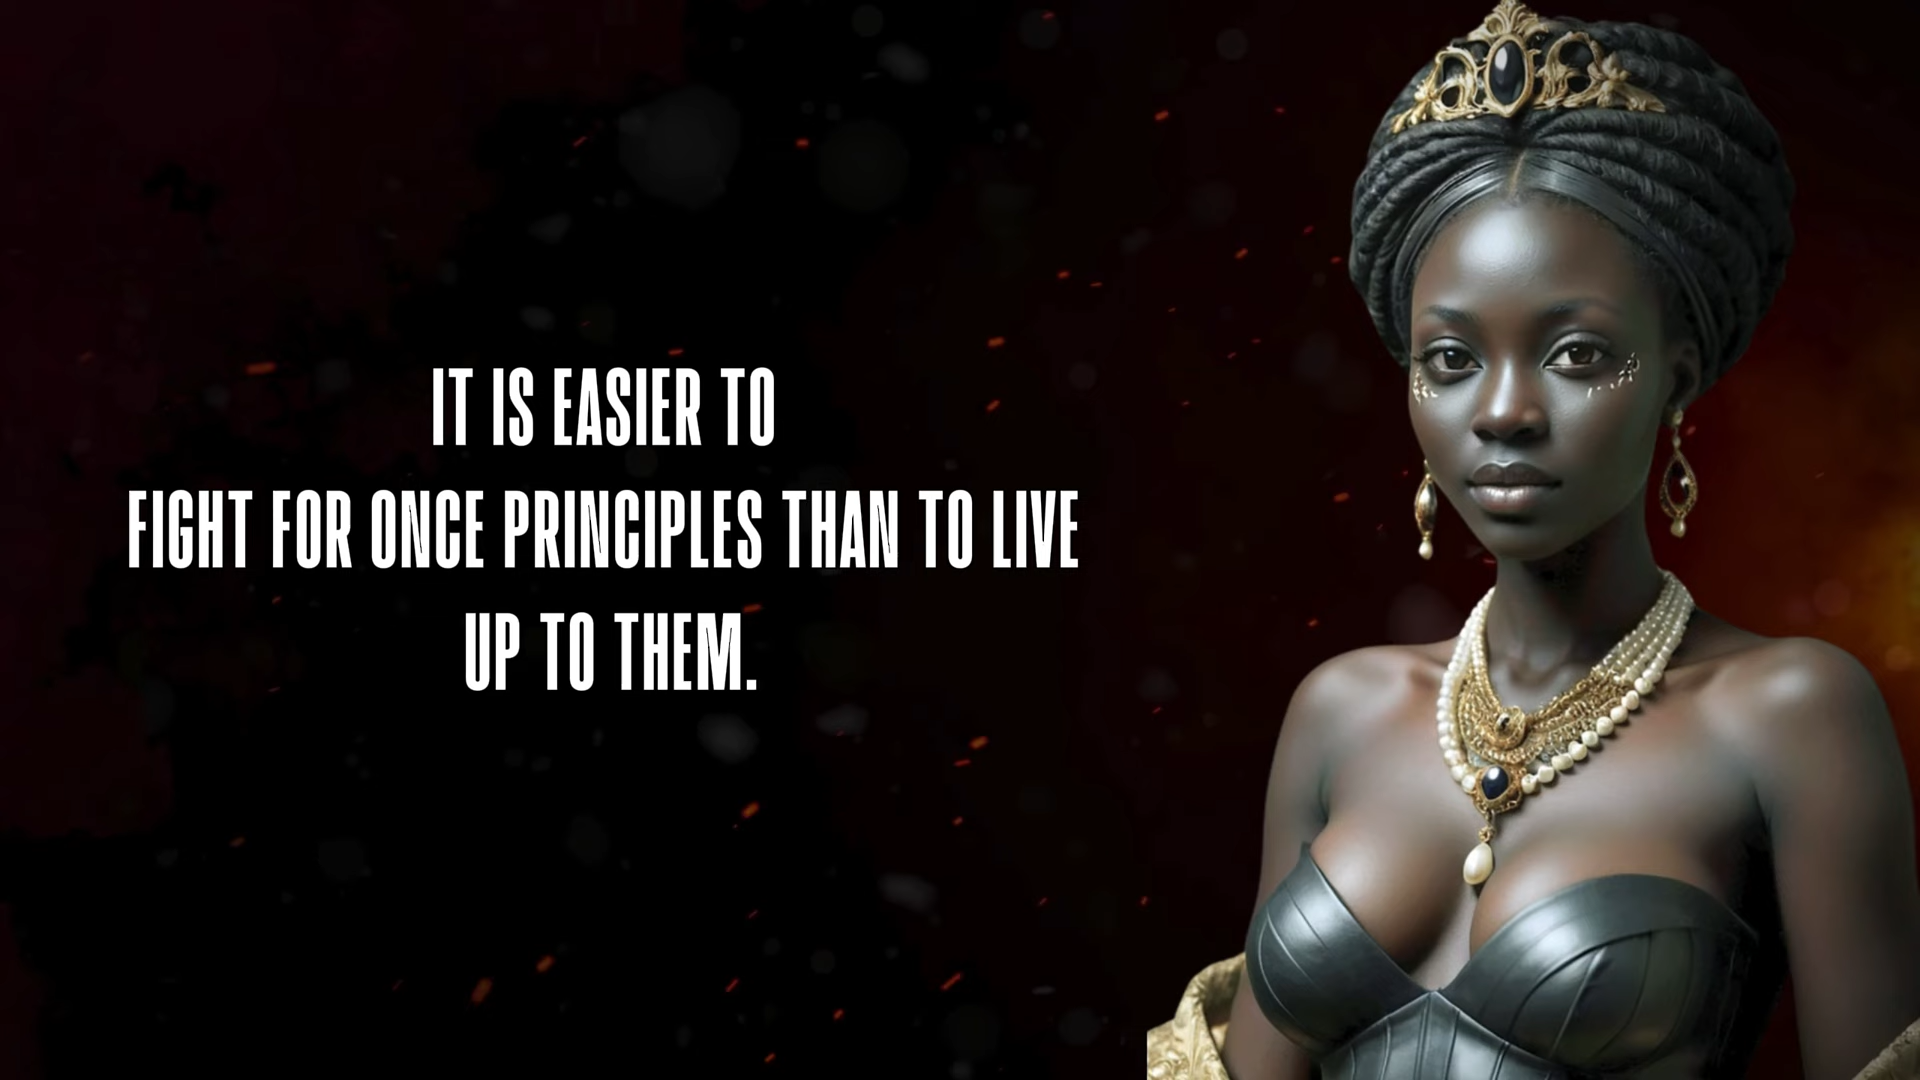 IT IS EASIER TO
FIGHT FOR ONCE PRINCIPLES THAN TO LIVE
UP TO THEM.